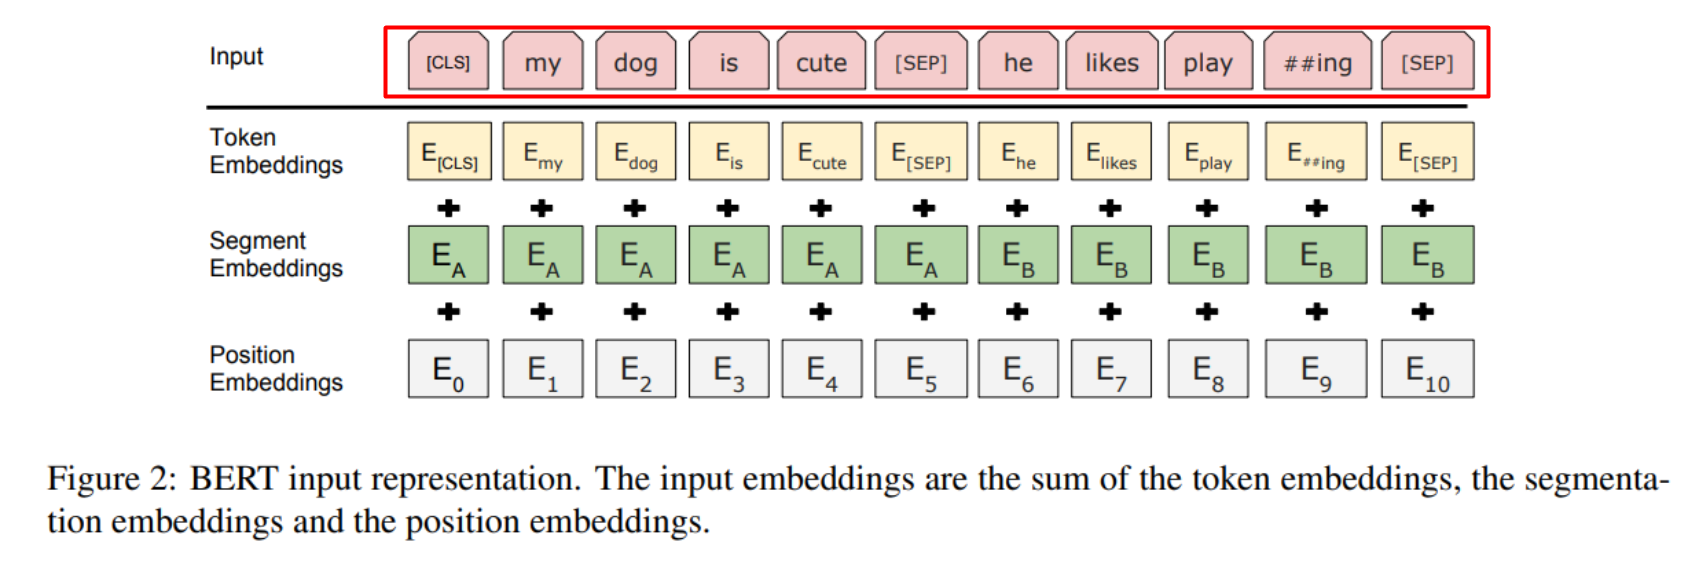 Input [CLS] my dog is cute [SEP] he likes play ##ing [SEP]
Token
Embeddings E[CLS] Emy Edog Eis Ecute E[SEP] Ehe Elikes Eplay E##ing E[SEP]
+ + + + + + + + + + +
Segment
Embeddings EA EA EA EA EA EA EB EB EB EB EB
+ + + + + + + + + + +
Position
Embeddings E0 E1 E2 E3 E4 E5 E6 E7 E8 E9 E10
Figure 2: BERT input representation. The input embeddings are the sum of the token embeddings, the segmenta-
tion embeddings and the position embeddings.